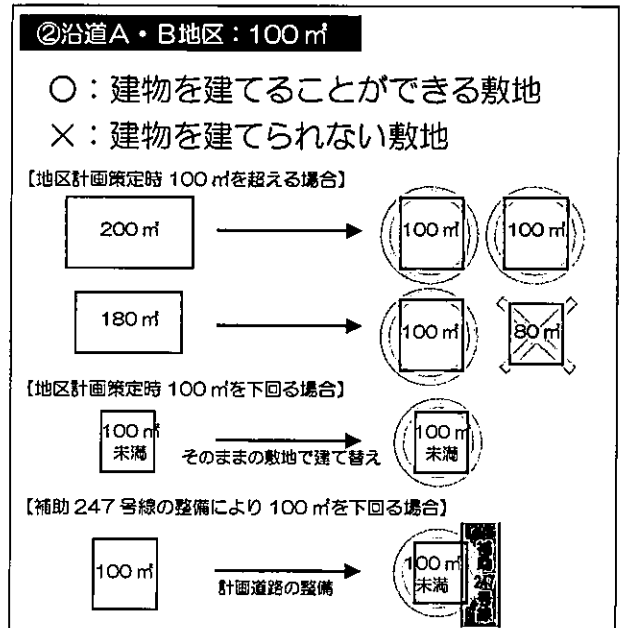 ②沿道A・B地区：100㎡
○：建物を建てることができる敷地
×：建物を建てられない敷地
【地区計画策定時100㎡を超える場合】
200㎡
100㎡
100㎡
180㎡
100㎡
80㎡
【地区計画策定時100㎡を下回る場合】
100㎡
未満
そのままの敷地で建て替え
100㎡
未満
【補助247号線の整備により100㎡を下回る場合】
100㎡
計画道路の整備
100㎡
未満
補助247号線